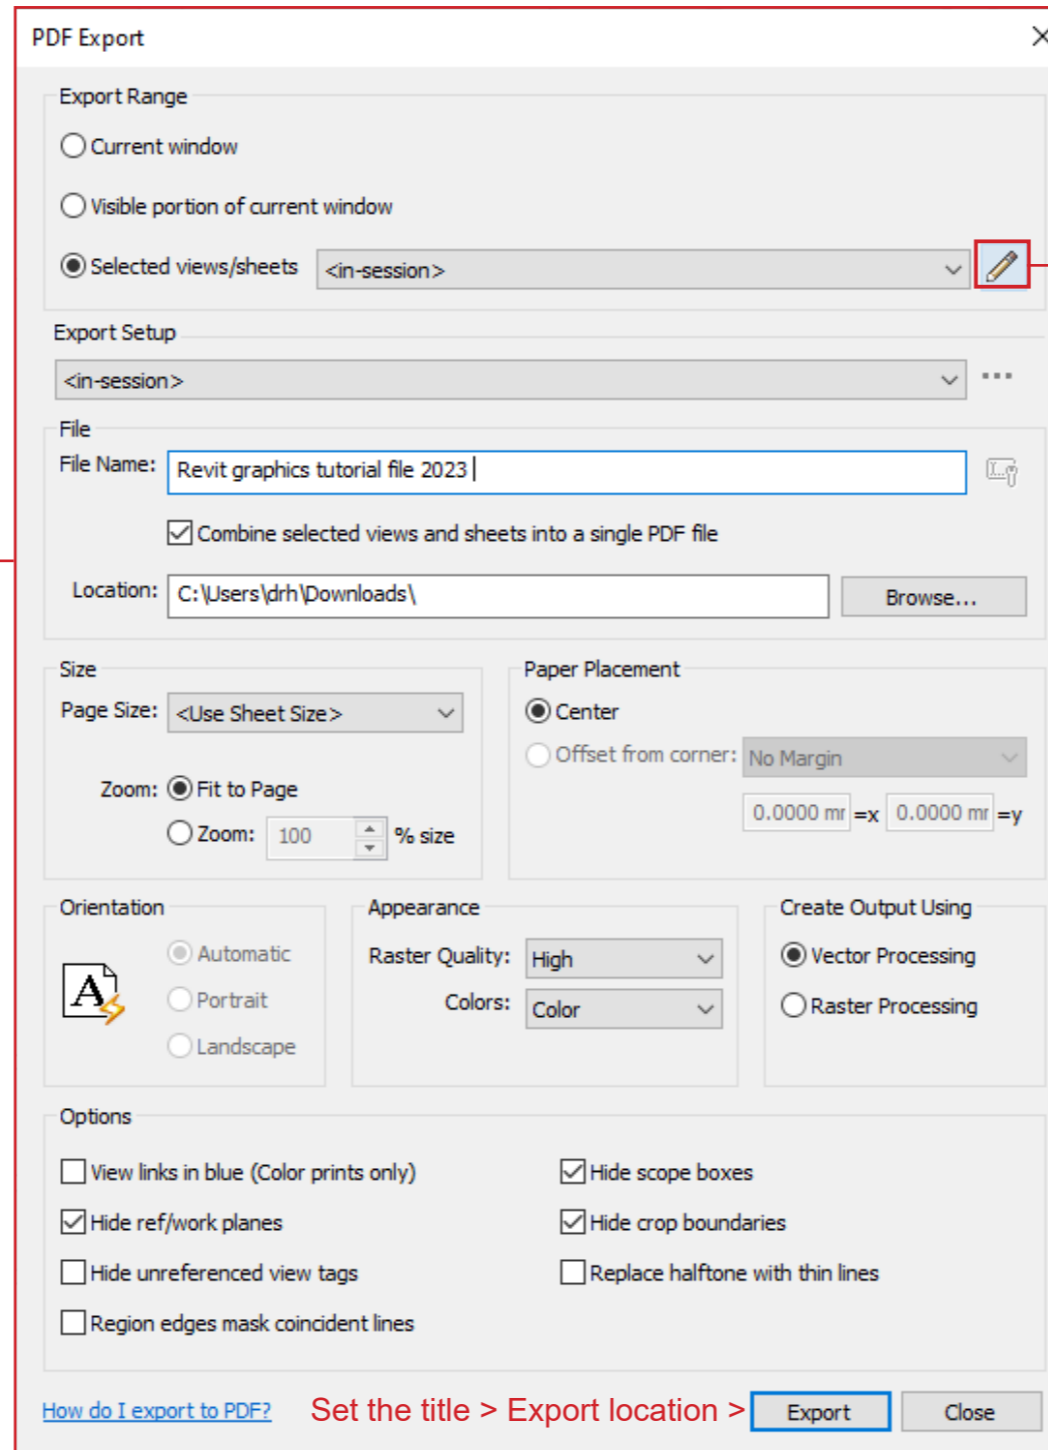 PDF Export
Export Range
Current window
Visible portion of current window
Selected views/sheets <in-session>
Export Setup
<in-session>
File
File Name: Revit graphics tutorial file 2023
Combine selected views and sheets into a single PDF file
Location: C:\Users\drh\Downloads\ Browse...
Size
Page Size: <Use Sheet Size>
Zoom: Fit to Page
Zoom: 100 % size
Paper Placement
Center
Offset from corner: No Margin
0.0000 mr =x 0.0000 mr =y
Orientation
A
Automatic
Portrait
Landscape
Appearance
Raster Quality: High
Colors: Color
Create Output Using
Vector Processing
Raster Processing
Options
View links in blue (Color prints only)
Hide ref/work planes
Hide unreferenced view tags
Region edges mask coincident lines
Hide scope boxes
Hide crop boundaries
Replace halftone with thin lines
How do I export to PDF? Set the title > Export location > Export Close